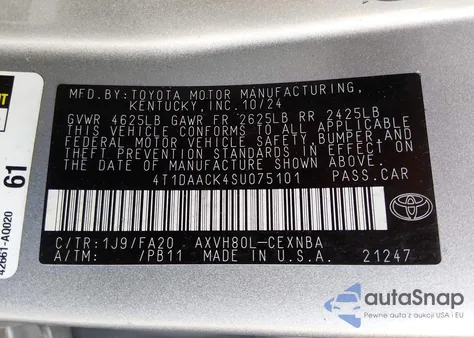 MFD.BY:TOYOTA MOTOR MANUFACTURING,
KENTUCKY,INC.10/24
GVWR 4625LB GAWR FR 2625LB RR 2425LB
THIS VEHICLE CONFORMS TO ALL APPLICABLE
FEDERAL MOTOR VEHICLE SAFETY,BUMPER,AND
THEFT PREVENTION STANDARDS IN EFFECT ON
THE DATE OF MANUFACTURE SHOWN ABOVE.
4T1DAACK4SU075101 PASS.CAR
C/TR:1J9/FA20 AXVH80L-CEXNBA
A/TM: /PB11 MADE IN U.S.A. 21247
TOYOTA
61
42661-A0020
autoSnap
Pewne auta z aukcji USA i EU